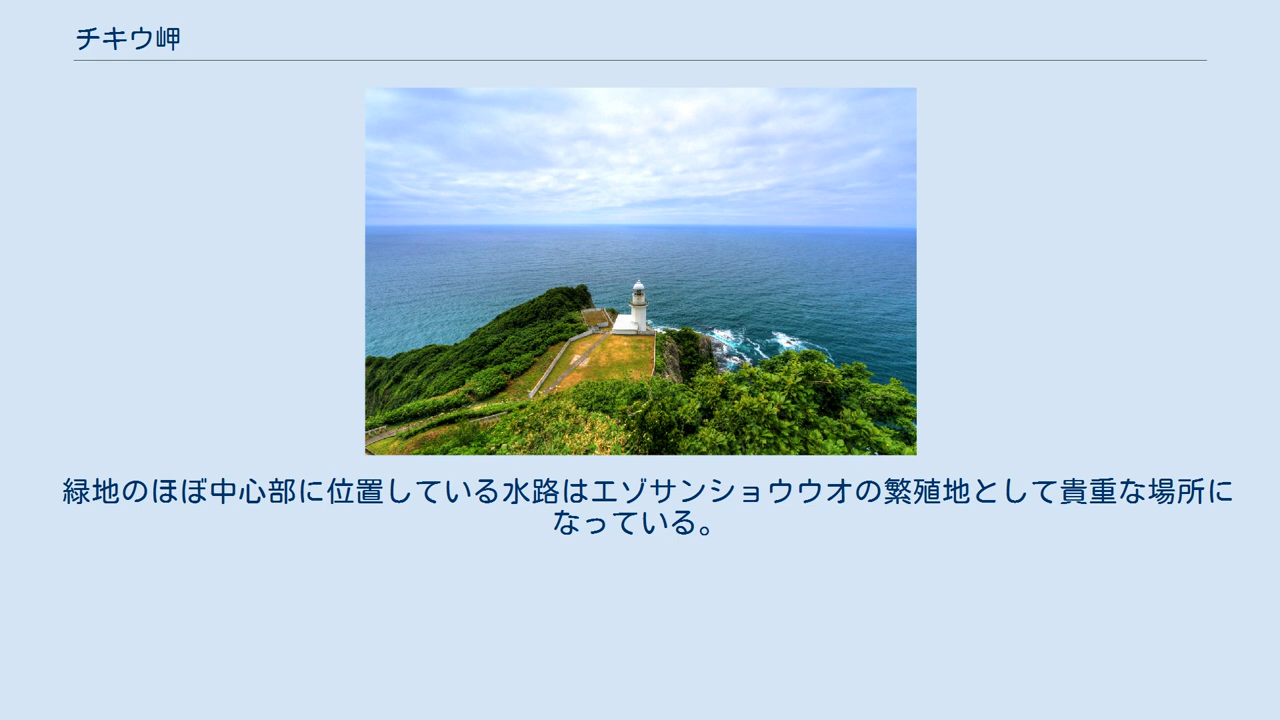 チキウ岬
緑地のほぼ中心部に位置している水路はエゾサンショウウオの繁殖地として貴重な場所に
なっている。